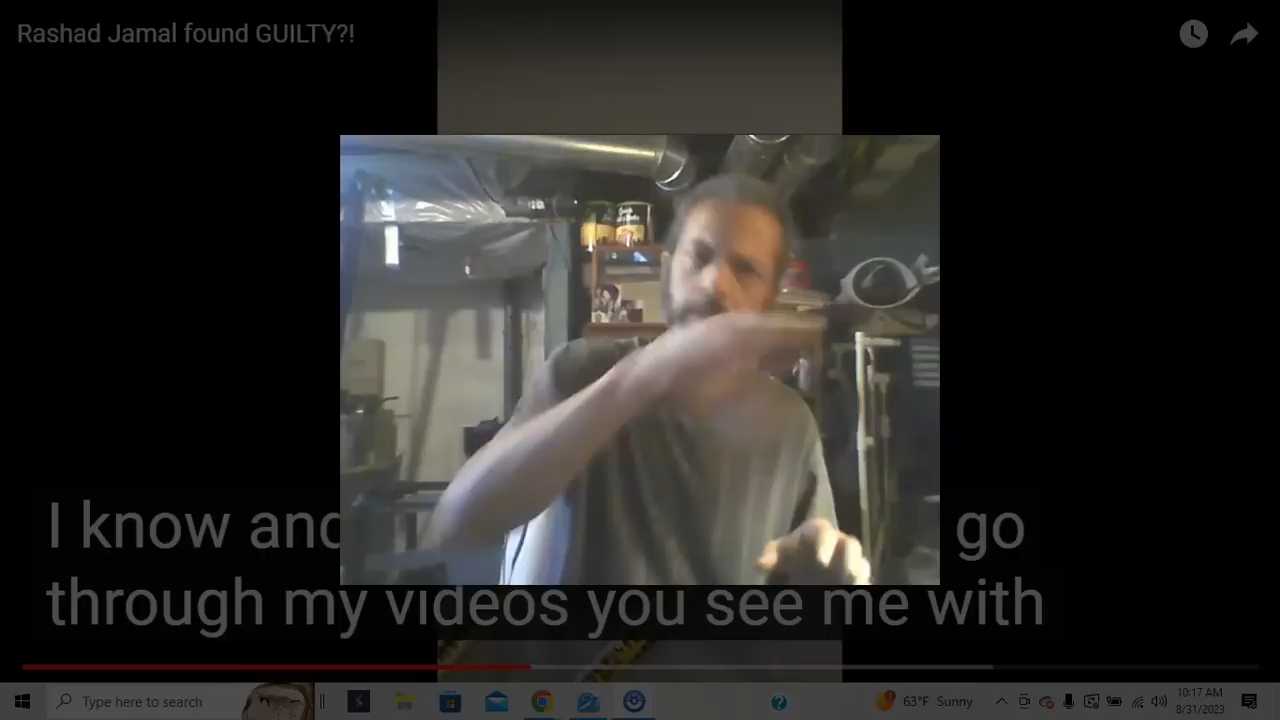 Rashad Jamal found GUILTY?!
I know and go
through my videos you see me with
Type here to search
63°F Sunny
10:17 AM
8/31/2023